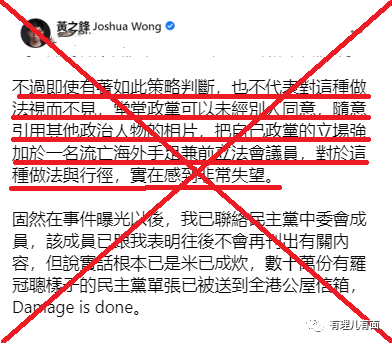 黃之鋒 Joshua Wong
不過即使有著如此策略判斷，也不代表對這種做
法視而不見，堂堂政黨可以未經別人同意，隨意
引用其他政治人物的相片，把自己政黨的立場強
加於一名流亡海外手足兼前立法會議員，對於這
種做法與行徑，實在感到非常失望。
固然在事件曝光以後，我已聯絡民主黨中委會成
員，該成員已跟我表明往後不會再刊出有關內
容，但說實話根本已是米已成炊，數十萬份有羅
冠聰樣子的民主黨單張已被送到全港公屋信箱，
Damage is done。
有理儿有面